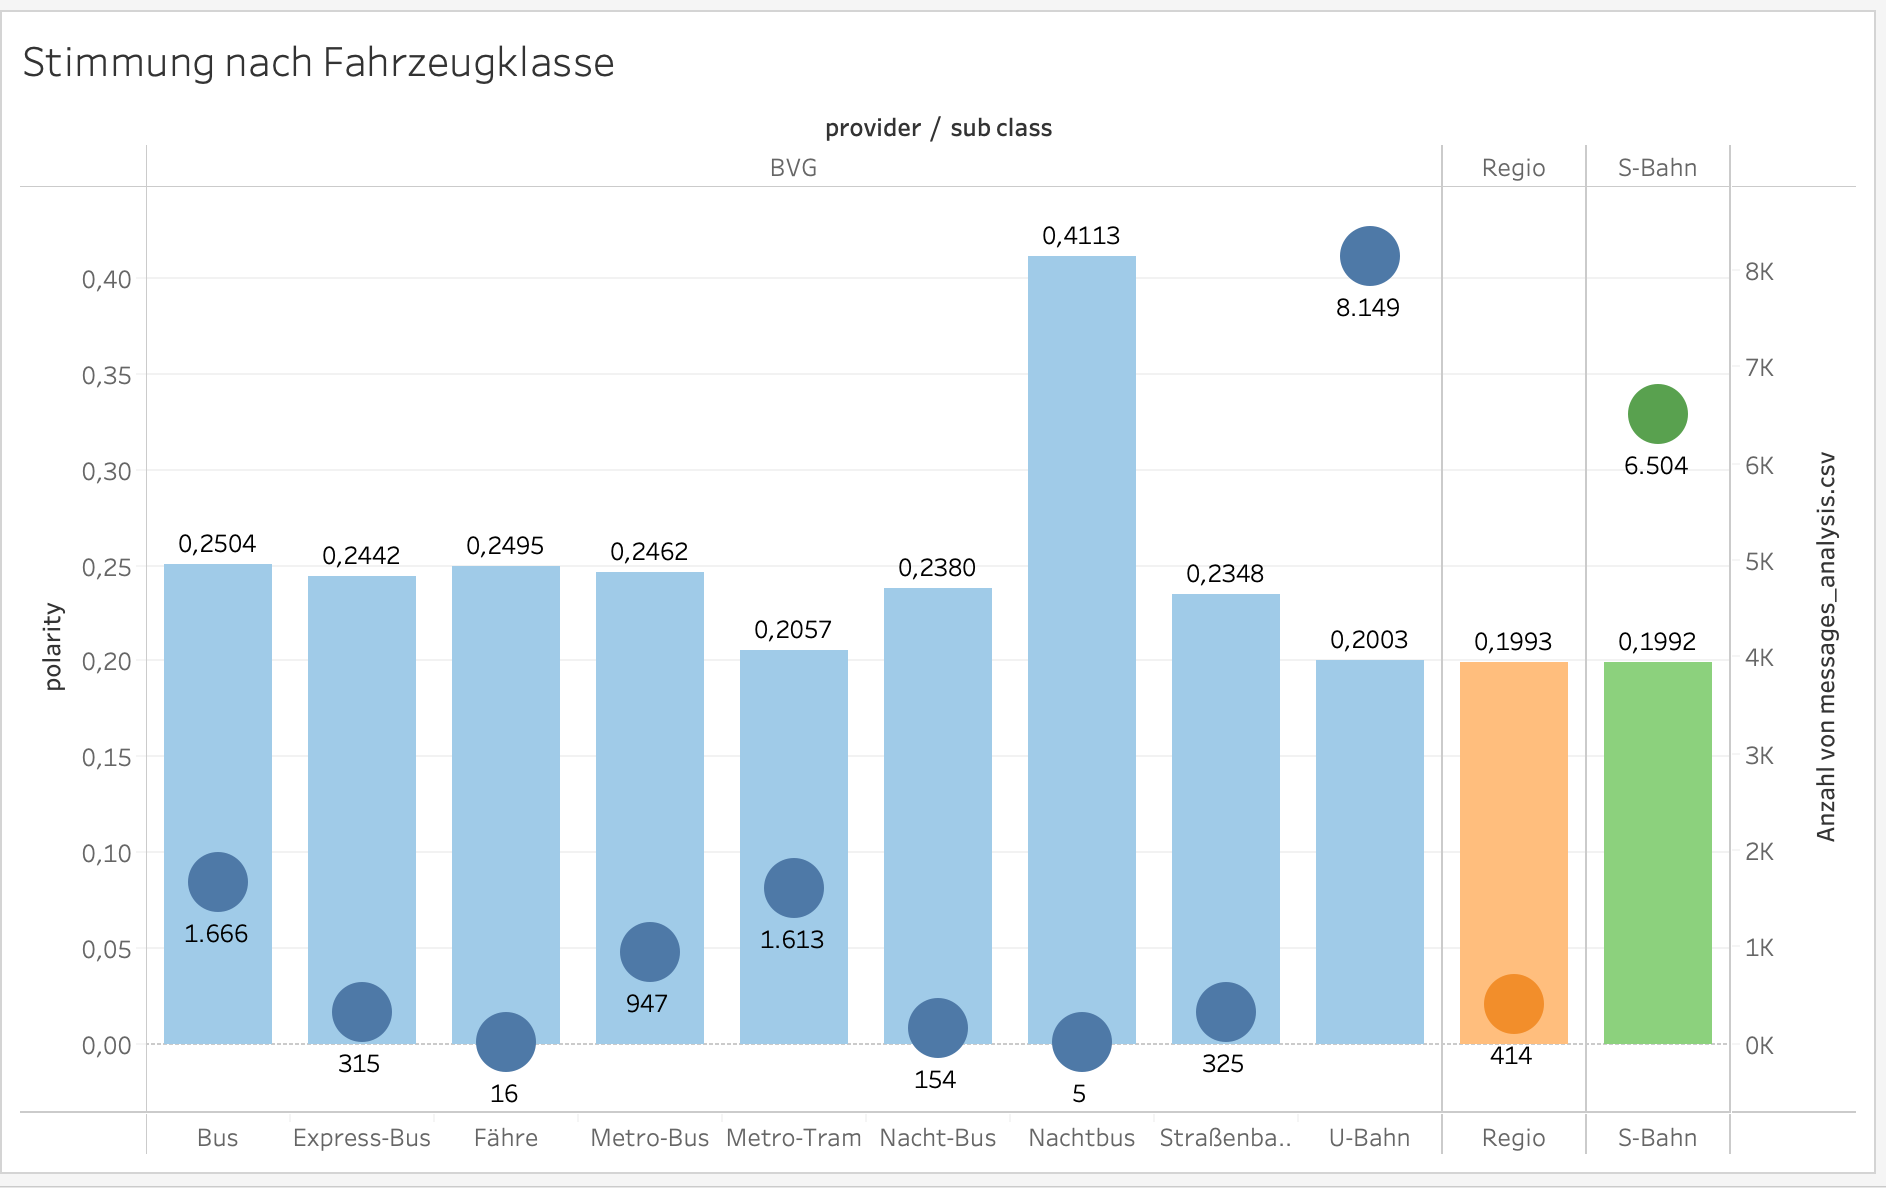 Stimmung nach Fahrzeugklasse
provider / sub class
BVG
Regio
S-Bahn
polarity
0,40
0,35
0,30
0,25
0,20
0,15
0,10
0,05
0,00
0,2504
0,2442
0,2495
0,2462
0,2057
0,2380
0,4113
0,2348
0,2003
0,1993
0,1992
1.666
315
16
947
1.613
154
5
325
8.149
414
6.504
8K
7K
6K
5K
4K
3K
2K
1K
0K
Anzahl von messages_analysis.csv
Bus
Express-Bus
Fähre
Metro-Bus
Metro-Tram
Nacht-Bus
Nachtbus
Straßenba..
U-Bahn
Regio
S-Bahn